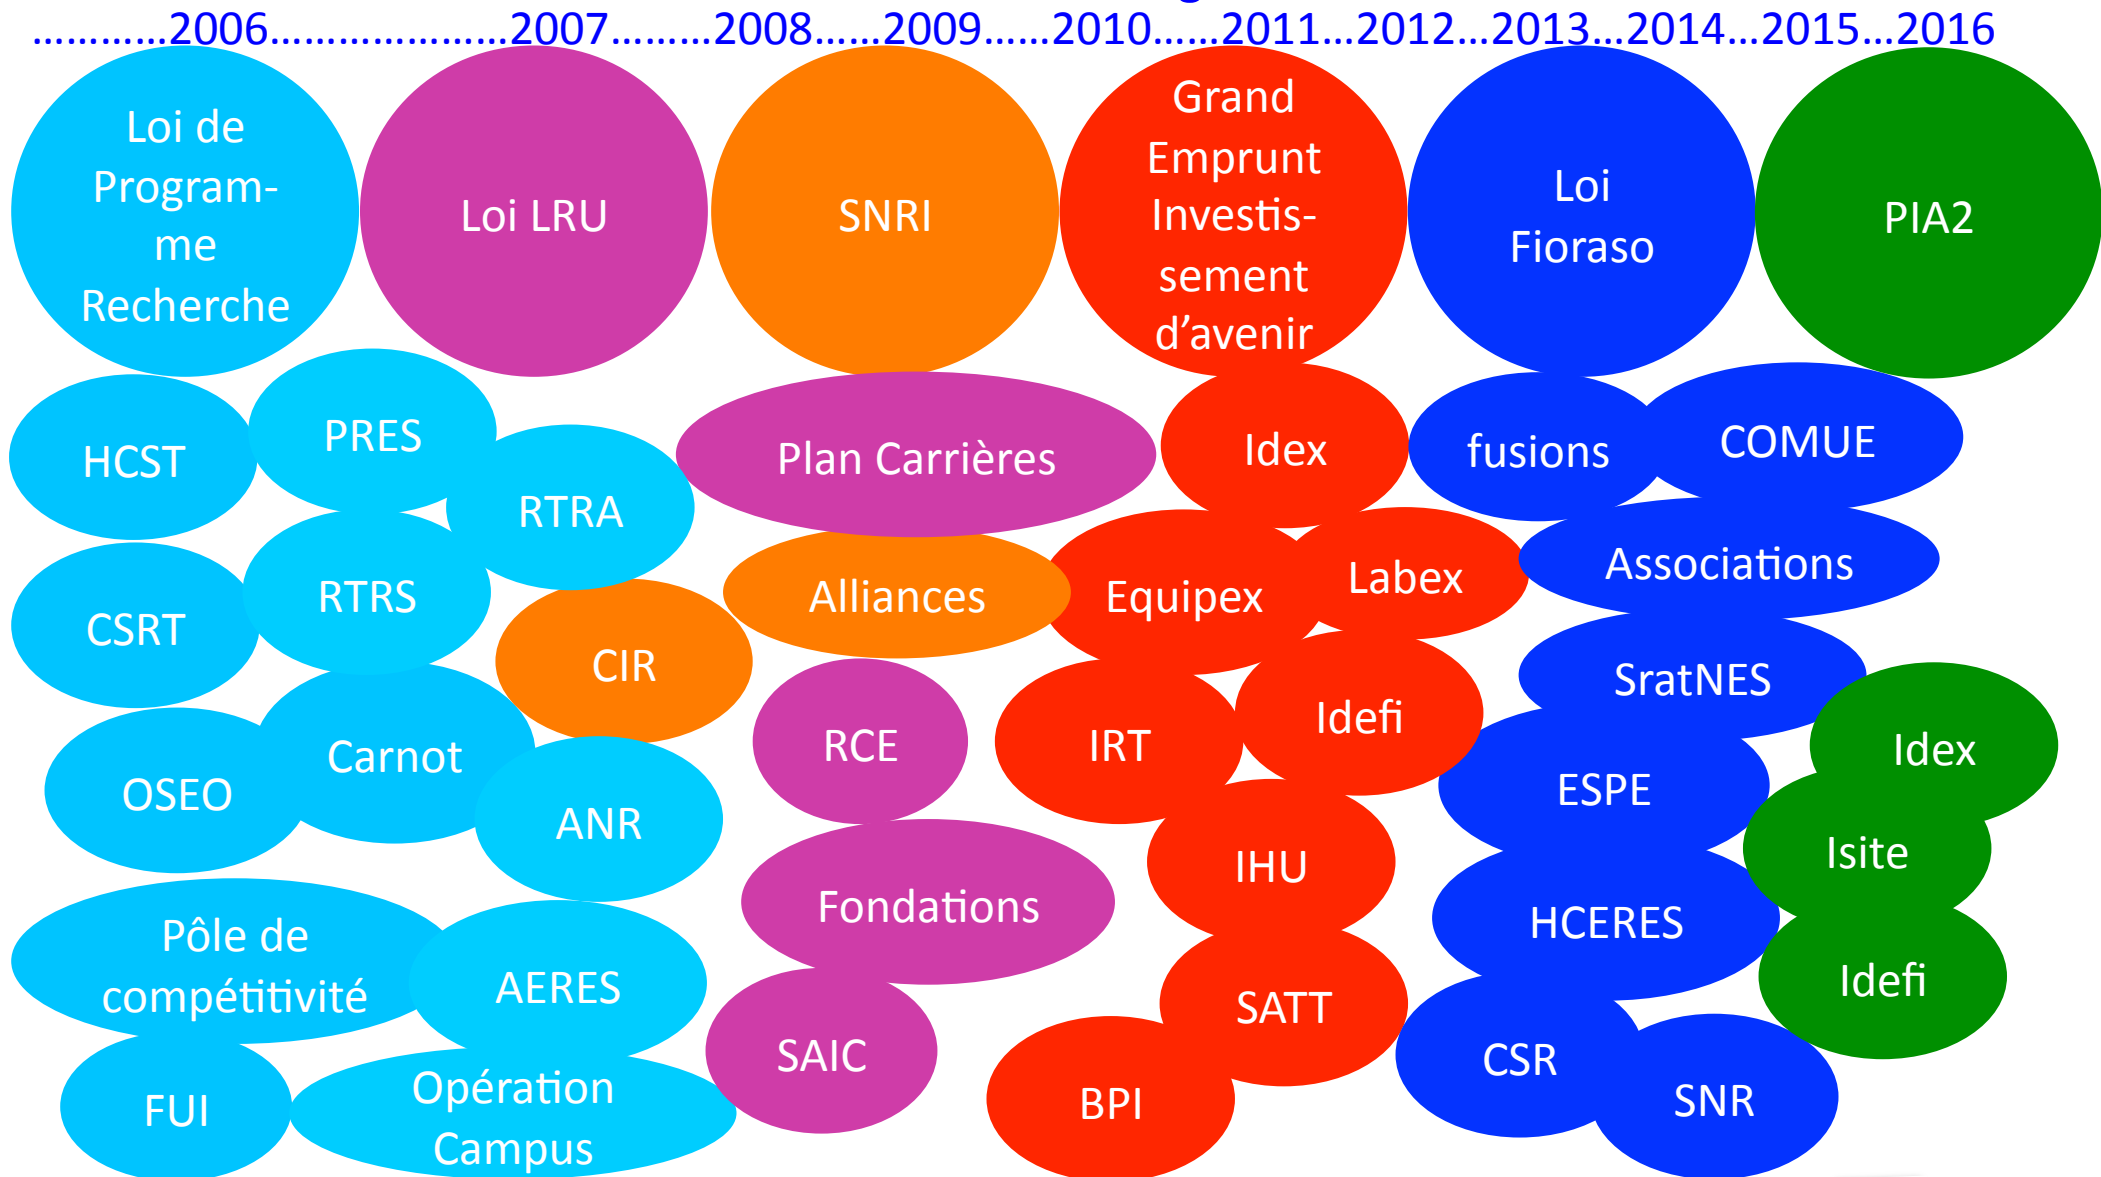 ............2006.....................2007.........2008......2009......2010......2011...2012...2013...2014...2015...2016
Loi de
Program-
me
Recherche
Loi LRU
SNRI
Grand
Emprunt
Investis-
sement
d’avenir
Loi
Fioraso
PIA2
HCST
PRES
RTRA
Plan Carrières
Idex
fusions
COMUE
CSRT
RTRS
CIR
Alliances
Equipex
Labex
Associations
SratNES
OSEO
Carnot
ANR
RCE
IRT
Idefi
ESPE
Idex
Isite
Pôle de
compétitivité
AERES
Fondations
IHU
HCERES
Idefi
FUI
Opération
Campus
SAIC
BPI
SATT
CSR
SNR